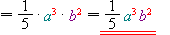 = 1/5 · a³ · b² = 1/5 a³ b²